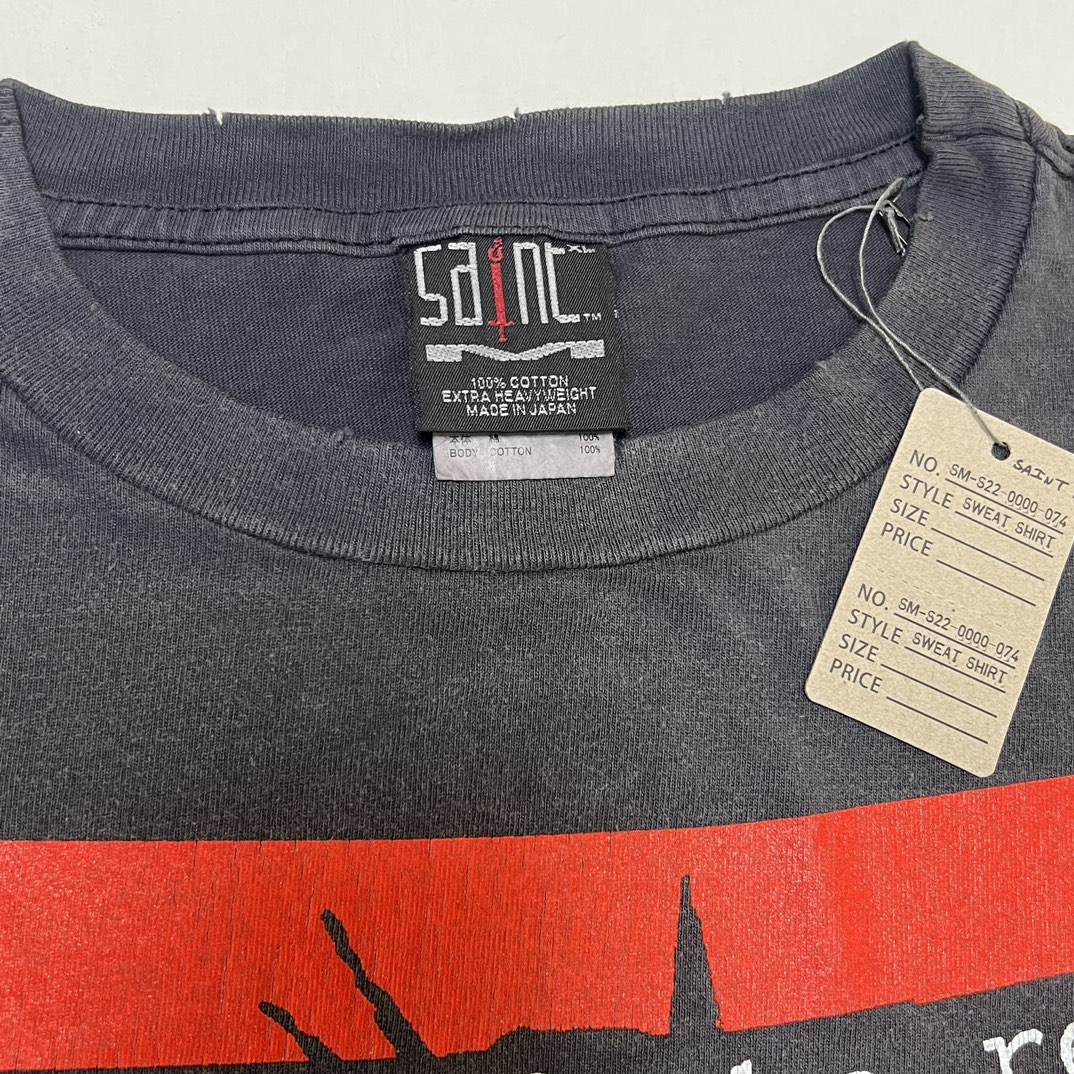 saint XL
TM
100% COTTON
EXTRA HEAVYWEIGHT
MADE IN JAPAN
本体 綿 100%
BODY COTTON 100%
SAINT
NO. SM-S22-0000-074
STYLE SWEAT SHIRT
SIZE
PRICE
NO. SM-S22-0000-074
STYLE SWEAT SHIRT
SIZE
PRICE
re